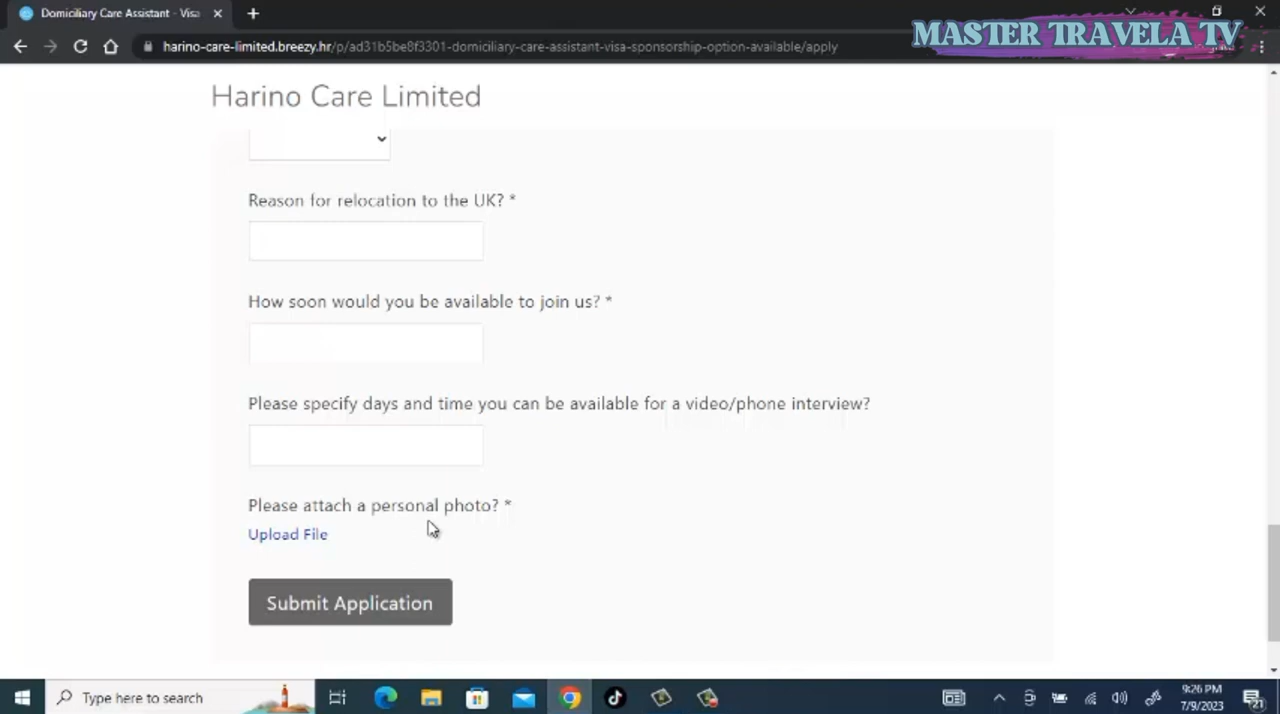 Domiciliary Care Assistant - Visa
MASTER TRAVELA TV
harino-care-limited.breezy.hr/p/ad31b5be8f3301-domiciliary-care-assistant-visa-sponsorship-option-available/apply
Harino Care Limited
Reason for relocation to the UK? *
How soon would you be available to join us? *
Please specify days and time you can be available for a video/phone interview?
Please attach a personal photo? *
Upload File
Submit Application
Type here to search
9:26 PM
7/9/2023
21